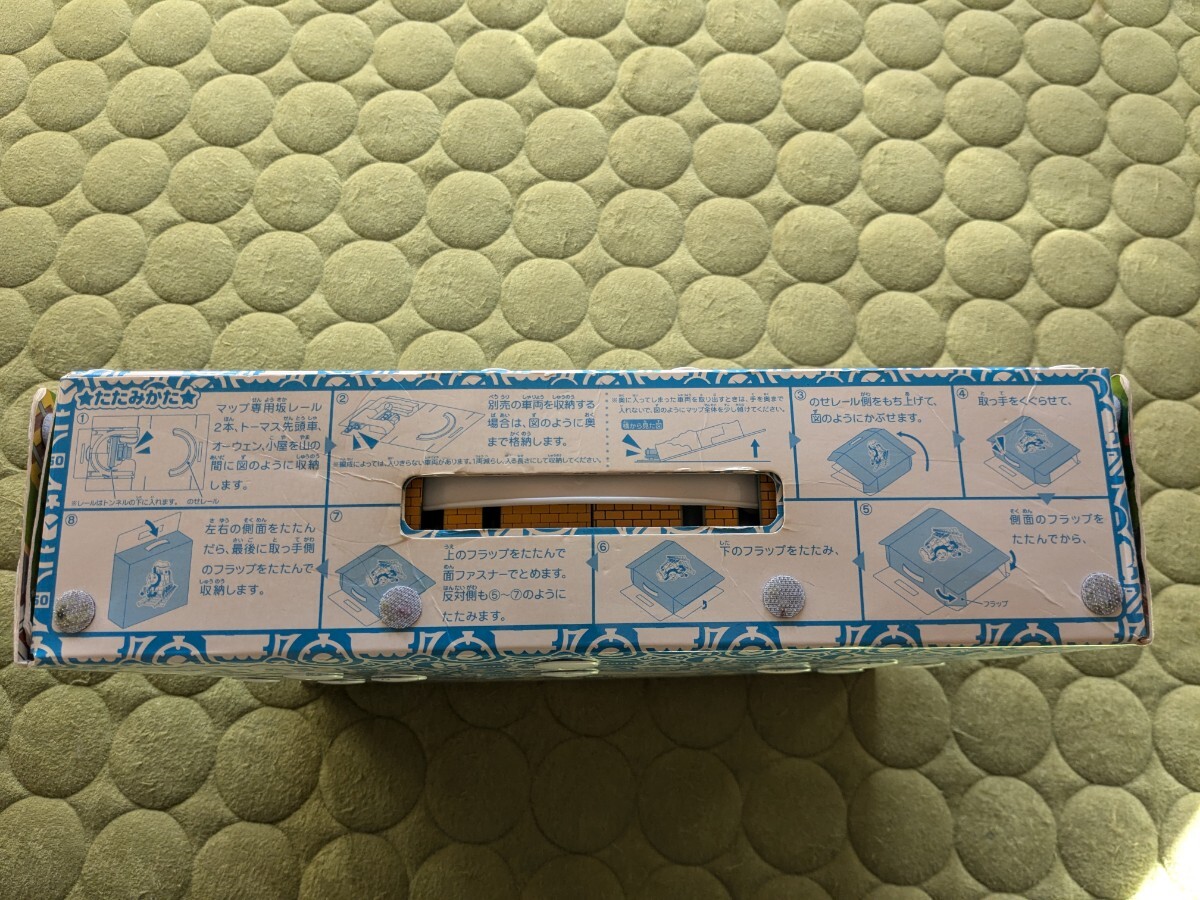 ★たたみかた★
①
マップ専用坂レール
2本、トーマス先頭車、
オーウェン、小屋を山の
間に図のように収納
します。
※レールはトンネルの下に入れます。
のせレール
②
別売の車両を収納する
場合は、図のように奥
まで格納します。
※奥に入ってしまった車両を取り出すときは、手を奥まで
入れないで、図のようにマップ全体を少し傾けてください。
横から見た図
※編成によっては、入りきらない車両があります。1両減らし、入る長さにして収納してください。
③
のせレール側をもち上げて、
図のようにかぶせます。
④
取っ手をくぐらせて、
⑤
側面のフラップを
たたんでから、
フラップ
⑥
下のフラップをたたみ、
⑦
上のフラップをたたんで
面ファスナーでとめます。
反対側も⑤〜⑦のように
たたみます。
⑧
左右の側面をたたん
だら、最後に取っ手側
のフラップをたたんで
収納します。